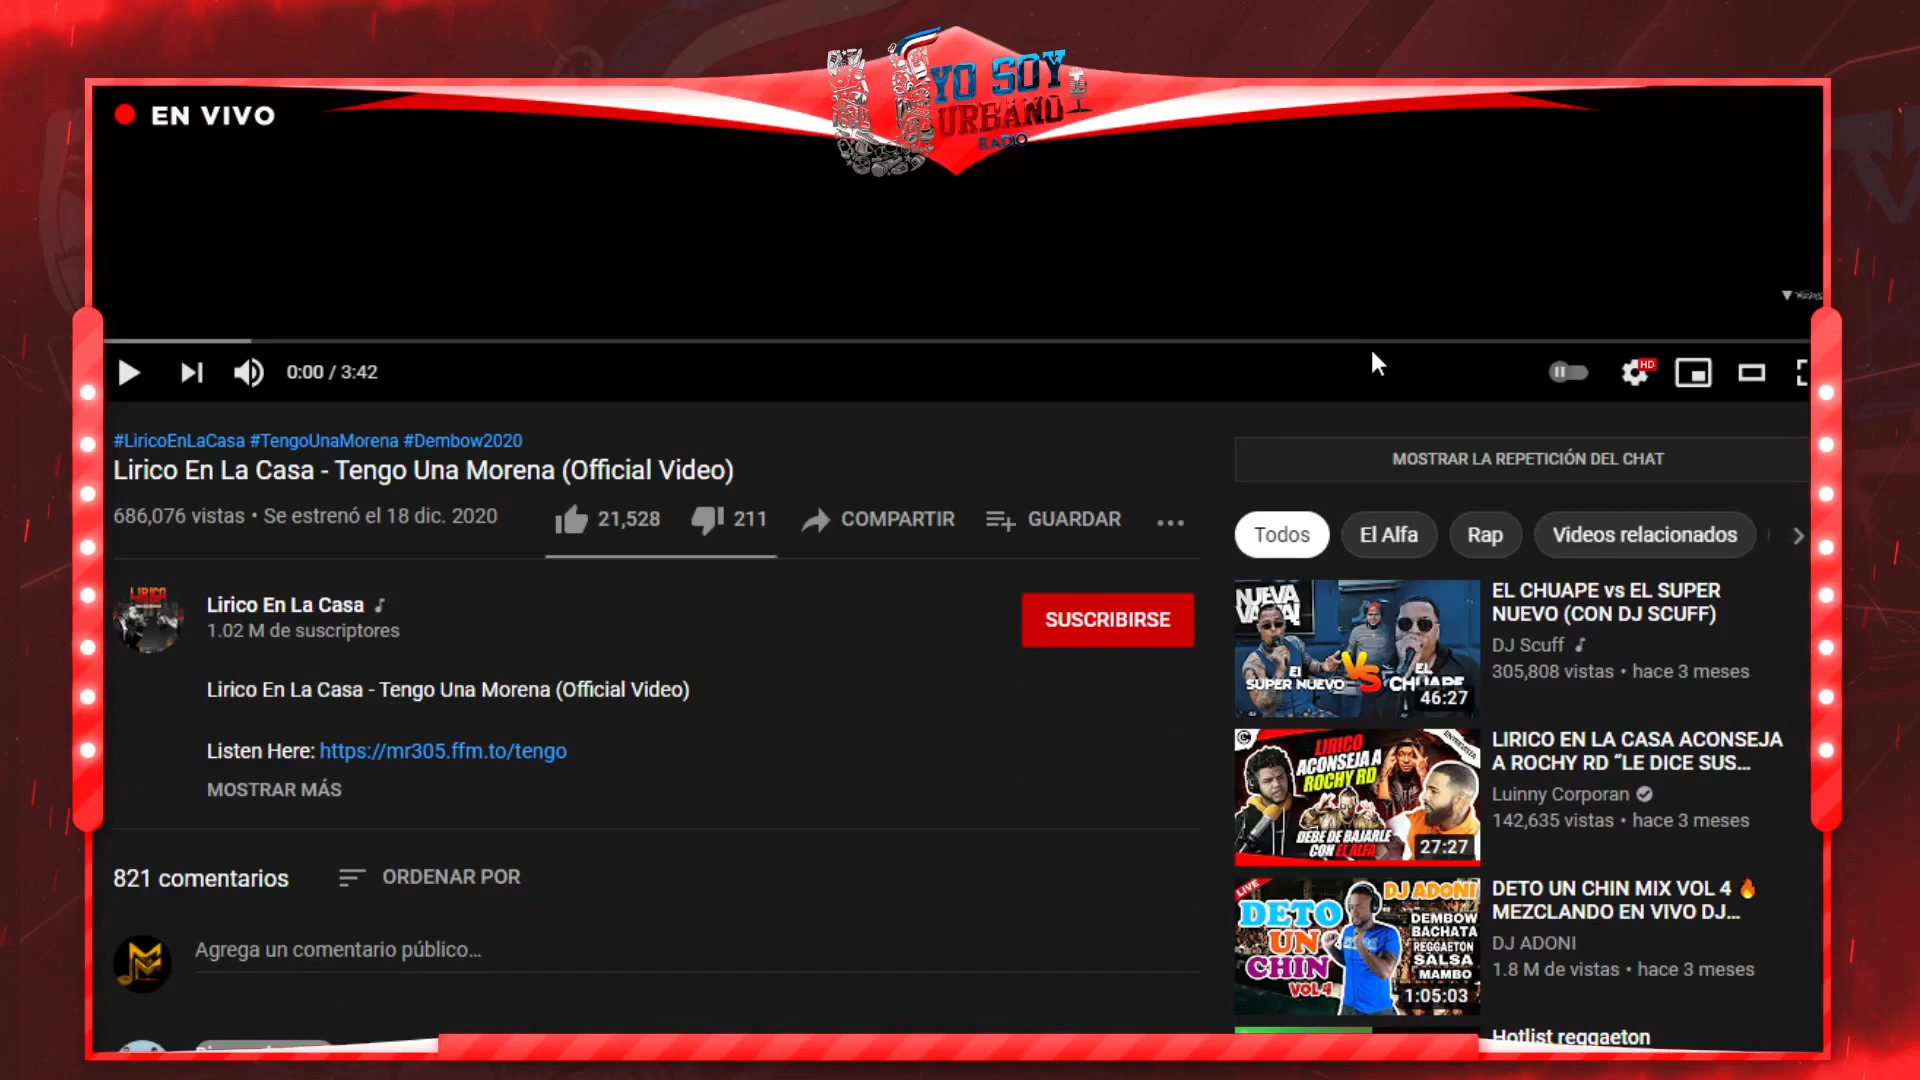 YO SOY
URBANO
RADIO
EN VIVO
0:00 / 3:42
HD
#LiricoEnLaCasa #TengoUnaMorena #Dembow2020
Lirico En La Casa - Tengo Una Morena (Official Video)
686,076 vistas • Se estrenó el 18 dic. 2020
21,528
211
COMPARTIR
GUARDAR
Lirico En La Casa
1.02 M de suscriptores
SUSCRIBIRSE
Lirico En La Casa - Tengo Una Morena (Official Video)
Listen Here: https://mr305.ffm.to/tengo
MOSTRAR MÁS
821 comentarios
ORDENAR POR
Agrega un comentario público...
MOSTRAR LA REPETICIÓN DEL CHAT
Todos
El Alfa
Rap
Videos relacionados
NUEVA
El
SUPER NUEVO
VS
EL
CHUAPE
46:27
EL CHUAPE vs EL SUPER
NUEVO (CON DJ SCUFF)
DJ Scuff
305,808 vistas • hace 3 meses
LIRICO
ACONSEJA A
ROCHY RD
ENTREVISTA
DEBE DE BAJARLE
CON EL ALFA
27:27
LIRICO EN LA CASA ACONSEJA
A ROCHY RD “LE DICE SUS...
Luinny Corporan
142,635 vistas • hace 3 meses
LIVE
DETO
UN
CHIN
VOL 4
DJ ADONI
DEMBOW
BACHATA
REGGAETON
SALSA
MAMBO
1:05:03
DETO UN CHIN MIX VOL 4 🔥
MEZCLANDO EN VIVO DJ...
DJ ADONI
1.8 M de vistas • hace 3 meses
Hotlist reggaeton